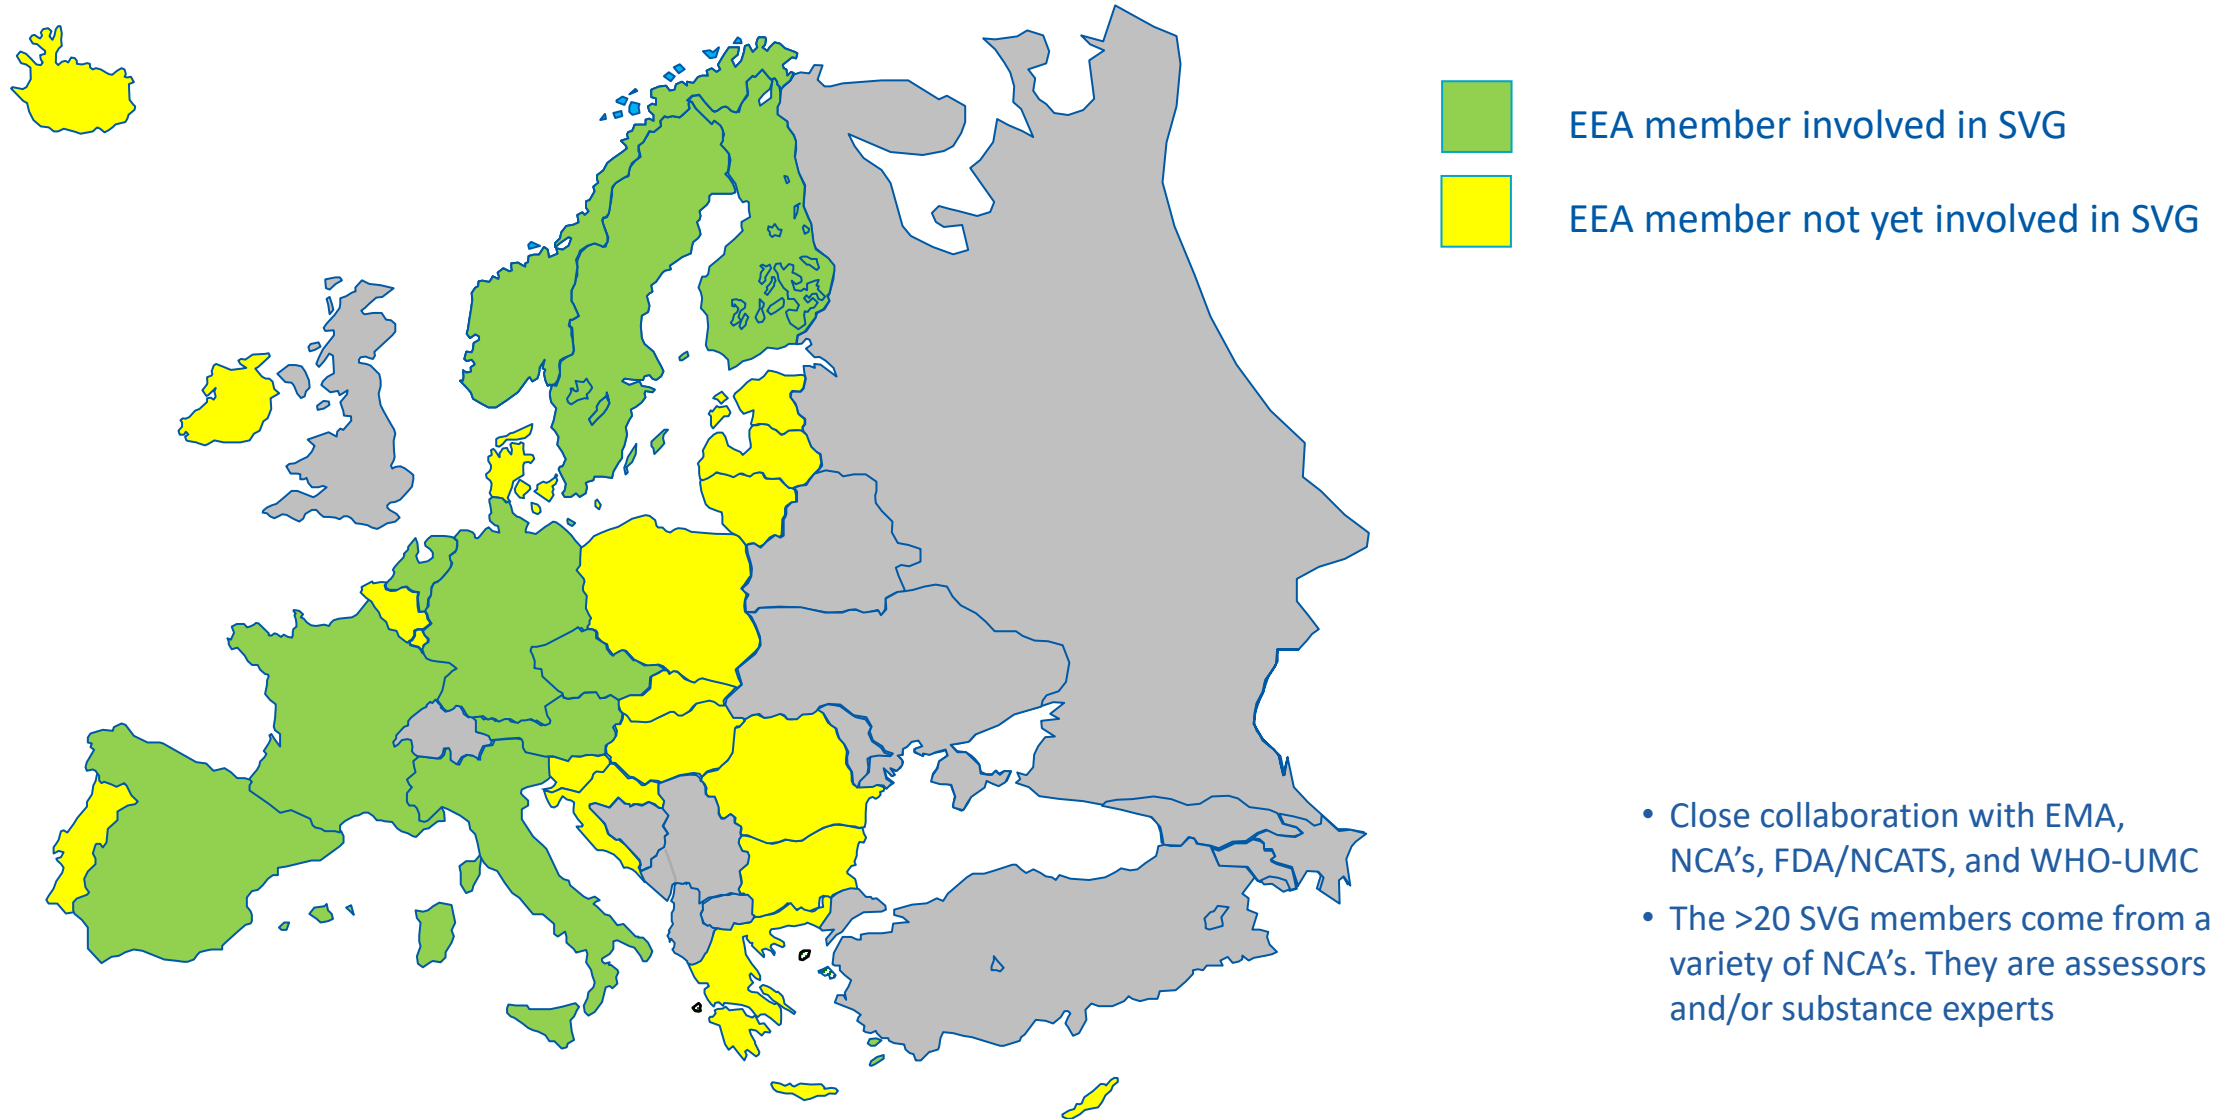 EEA member involved in SVG
EEA member not yet involved in SVG
• Close collaboration with EMA,
NCA's, FDA/NCATS, and WHO-UMC
• The >20 SVG members come from a
variety of NCA's. They are assessors
and/or substance experts